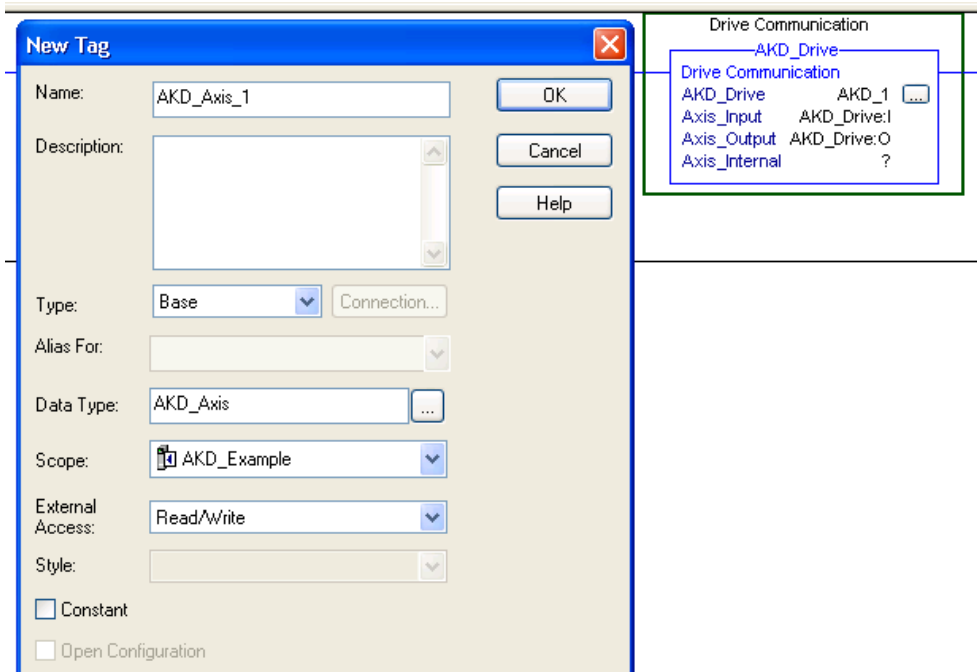 New Tag
Name:
AKD_Axis_1
OK
Description:
Cancel
Help
Type:
Base
Connection...
Alias For:
Data Type:
AKD_Axis
...
Scope:
AKD_Example
External
Access:
Read/Write
Style:
Constant
Open Configuration
Drive Communication
AKD_Drive
Drive Communication
AKD_Drive AKD_1 ...
Axis_Input AKD_Drive:I
Axis_Output AKD_Drive:O
Axis_Internal ?